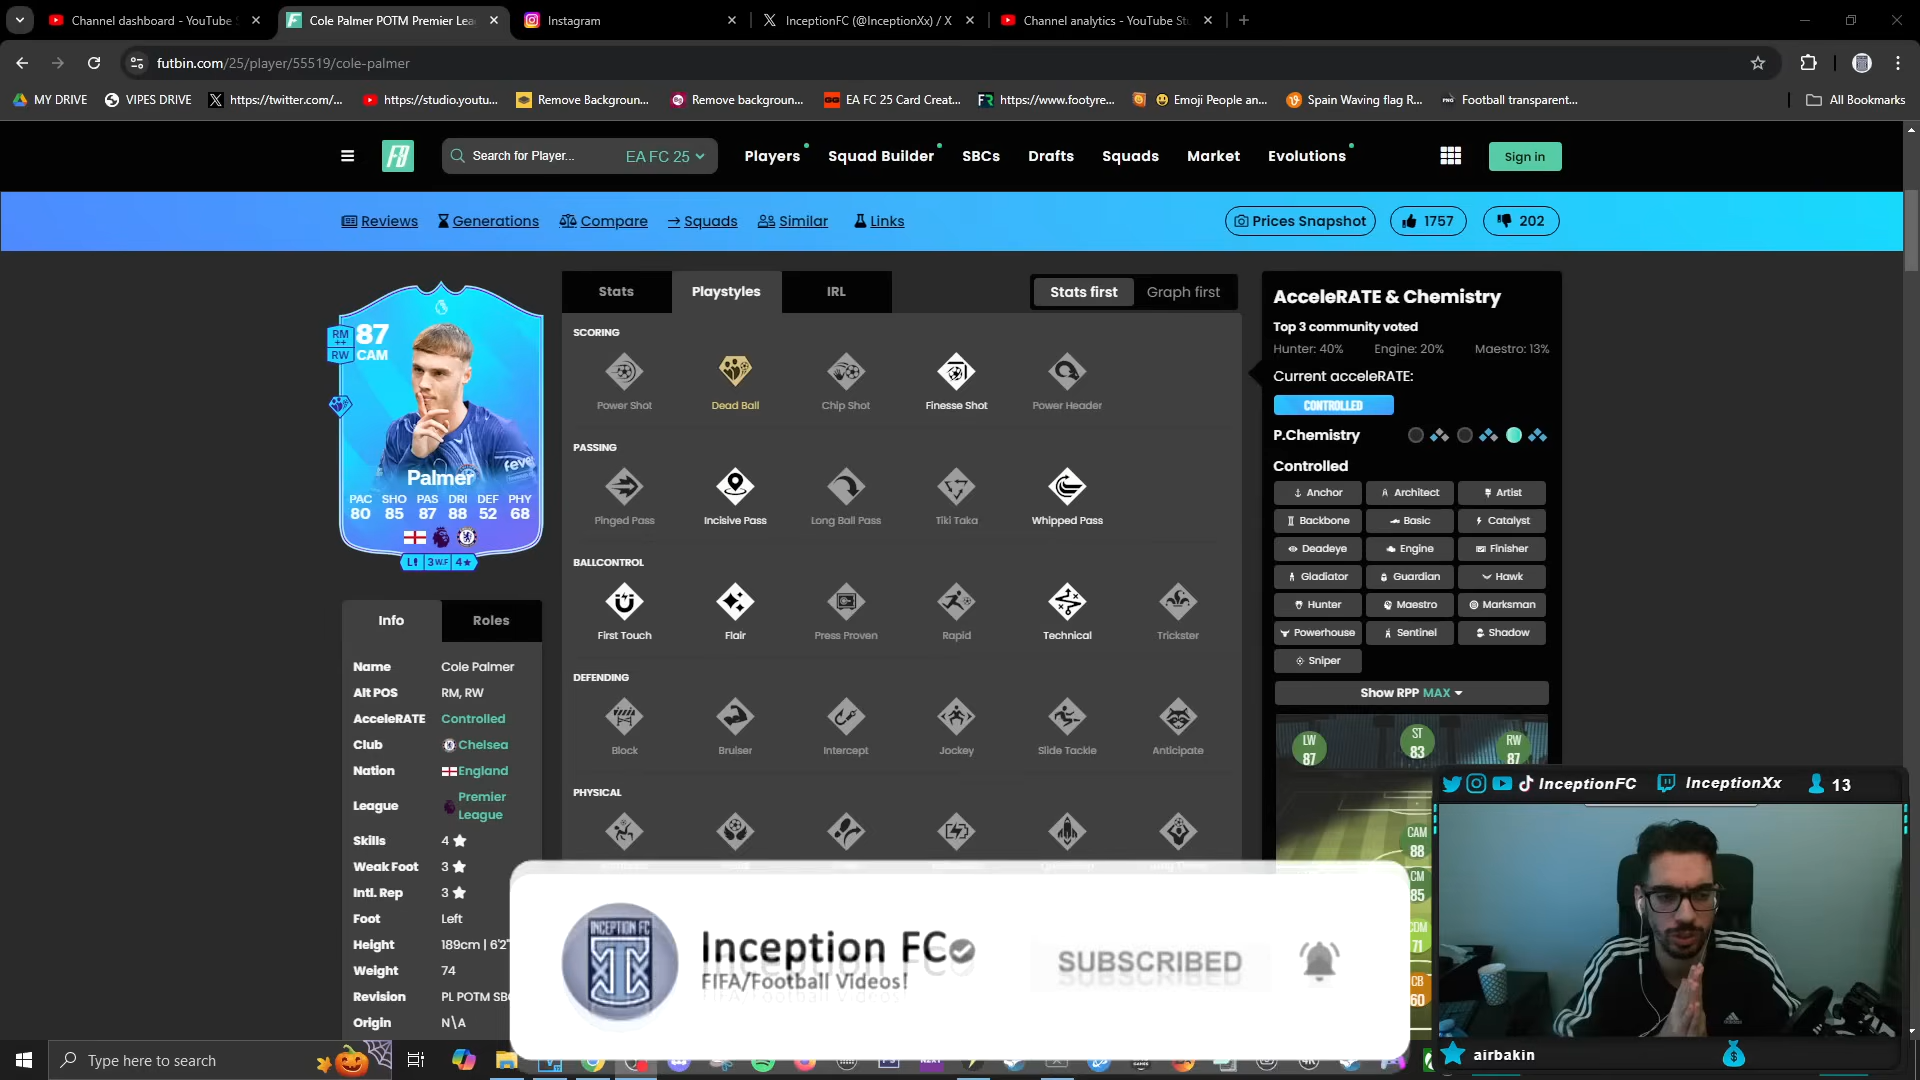 Channel dashboard - YouTube S
Cole Palmer POTM Premier Lea
Instagram
InceptionFC (@InceptionXx) / X
Channel analytics - YouTube Stu
futbin.com/25/player/55519/cole-palmer
MY DRIVE
VIPES DRIVE
https://twitter.com/...
https://studio.youtu...
Remove Backgroun...
Remove backgroun...
EA FC 25 Card Creat...
https://www.footyre...
Emoji People an...
Spain Waving flag R...
Football transparent...
All Bookmarks
Search for Player...
EA FC 25
Players
Squad Builder
SBCs
Drafts
Squads
Market
Evolutions
Sign in
Reviews
Generations
Compare
Squads
Similar
Links
Prices Snapshot
1757
202
RM
++
RW
87
CAM
Palmer
PAC SHO PAS DRI DEF PHY
80 85 87 88 52 68
3 W.F 4★
Stats
Playstyles
IRL
Stats first
Graph first
SCORING
Power Shot
Dead Ball
Chip Shot
Finesse Shot
Power Header
PASSING
Pinged Pass
Incisive Pass
Long Ball Pass
Tiki Taka
Whipped Pass
BALLCONTROL
First Touch
Flair
Press Proven
Rapid
Technical
Trickster
DEFENDING
Block
Bruiser
Intercept
Jockey
Slide Tackle
Anticipate
PHYSICAL
AcceleRATE & Chemistry
Top 3 community voted
Hunter: 40% Engine: 20% Maestro: 13%
Current acceleRATE:
CONTROLLED
P.Chemistry
Controlled
Anchor Architect Artist
Backbone Basic Catalyst
Deadeye Engine Finisher
Gladiator Guardian Hawk
Hunter Maestro Marksman
Powerhouse Sentinel Shadow
Sniper
Show RPP MAX
LW
87
ST
83
RW
87
CAM
88
CM
85
71
CB
60
Info
Roles
Name Cole Palmer
Alt POS RM, RW
AcceleRATE Controlled
Club Chelsea
Nation England
League Premier
League
Skills 4
Weak Foot 3
Intl. Rep 3
Foot Left
Height 189cm | 6'2"
Weight 74
Revision PL POTM SB
Origin N\A
Inception FC
FIFA/Football Videos!
SUBSCRIBED
INCEPTION FC
InceptionFC
InceptionXx
13
airbakin
Type here to search